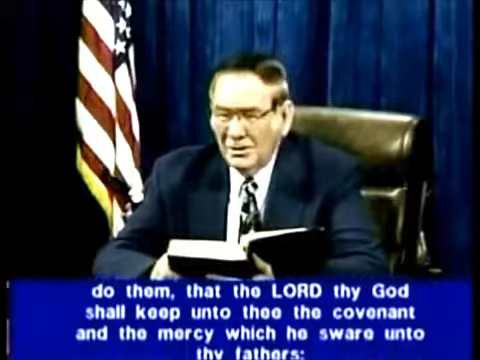 do them, that the LORD thy God
shall keep unto thee the covenant
and the mercy which he sware unto
thy fathers: